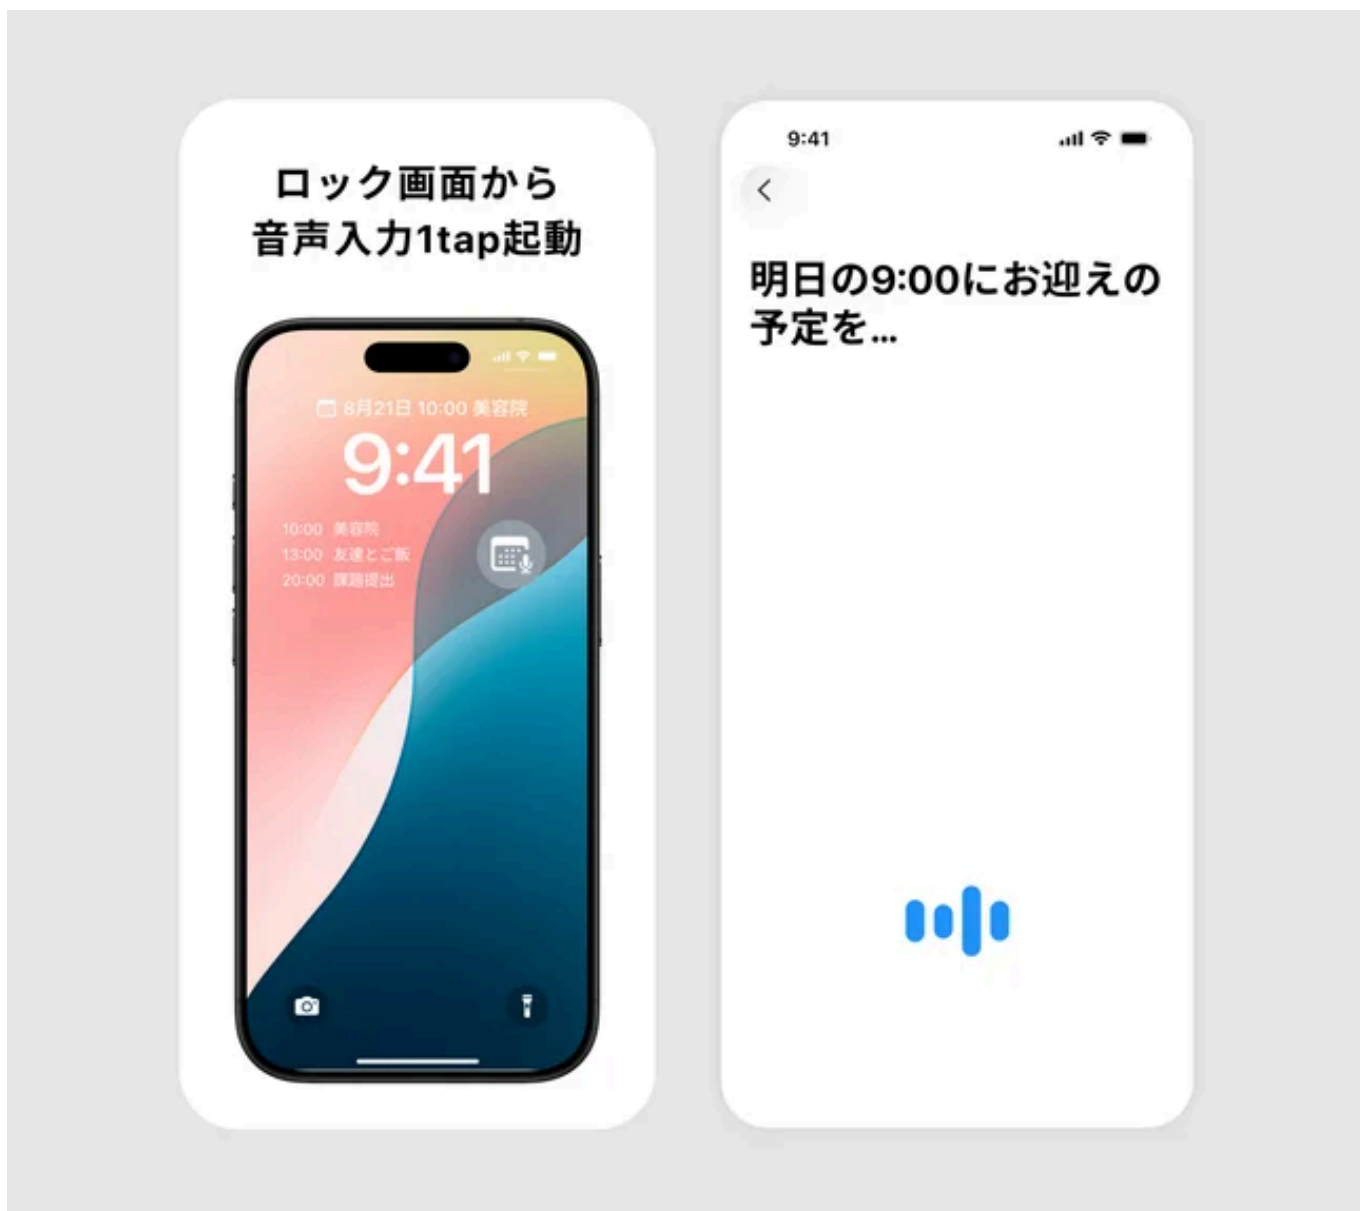 ロック画面から
音声入力1tap起動
8月21日 10:00 美容院
9:41
10:00 美容院
13:00 友達とご飯
20:00 課題提出
9:41
明日の9:00にお迎えの
予定を...